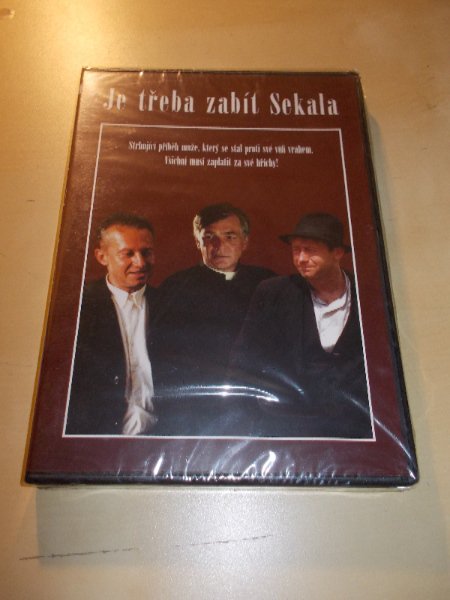 Je třeba zabít Sekala
Strhující příběh muže, který se stal proti své vůli vrahem.
Všichni musí zaplatit za své hříchy!